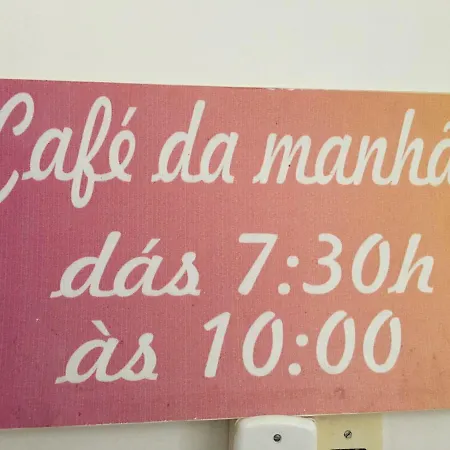 Café da manhã
dás 7:30h
às 10:00